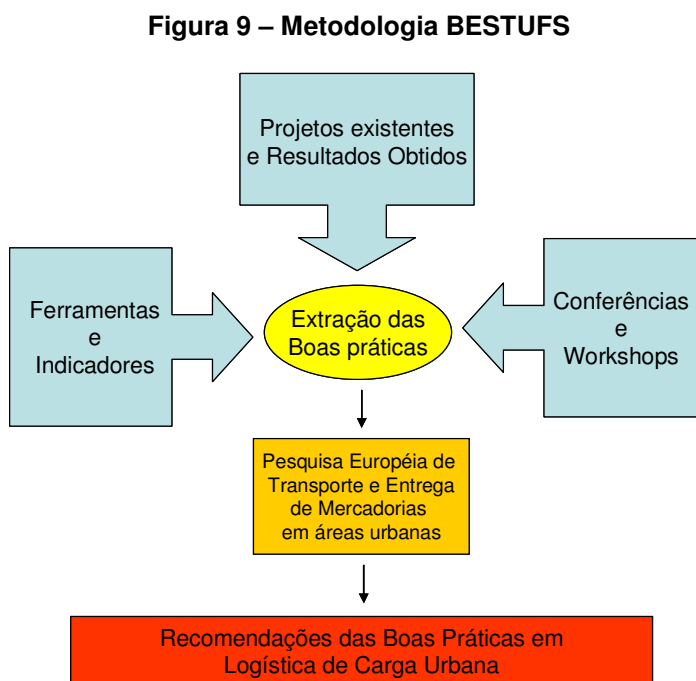 Figura 9 – Metodologia BESTUFS
Projetos existentes
e Resultados Obtidos
Ferramentas
e
Indicadores
Extração das
Boas práticas
Conferências
e
Workshops
Pesquisa Européia de
Transporte e Entrega
de Mercadorias
em áreas urbanas
Recomendações das Boas Práticas em
Logística de Carga Urbana